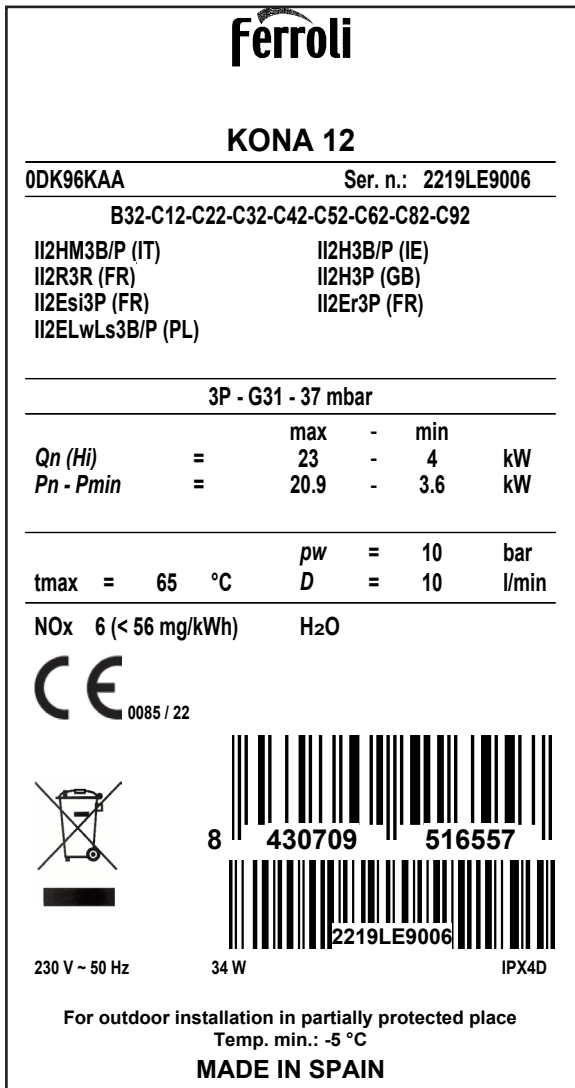 Ferroli
KONA 12
0DK96KAA Ser. n.: 2219LE9006
B32-C12-C22-C32-C42-C52-C62-C82-C92
II2HM3B/P (IT) II2H3B/P (IE)
II2R3R (FR) II2H3P (GB)
II2Esi3P (FR) II2Er3P (FR)
II2ELwLs3B/P (PL)
3P - G31 - 37 mbar
max - min
Qn (Hi) = 23 - 4 kW
Pn - Pmin = 20.9 - 3.6 kW
pw = 10 bar
tmax = 65 °C D = 10 l/min
NOx 6 (< 56 mg/kWh) H₂O
CE 0085 / 22
8 430709 516557
2219LE9006
230 V ~ 50 Hz 34 W IPX4D
For outdoor installation in partially protected place
Temp. min.: -5 °C
MADE IN SPAIN